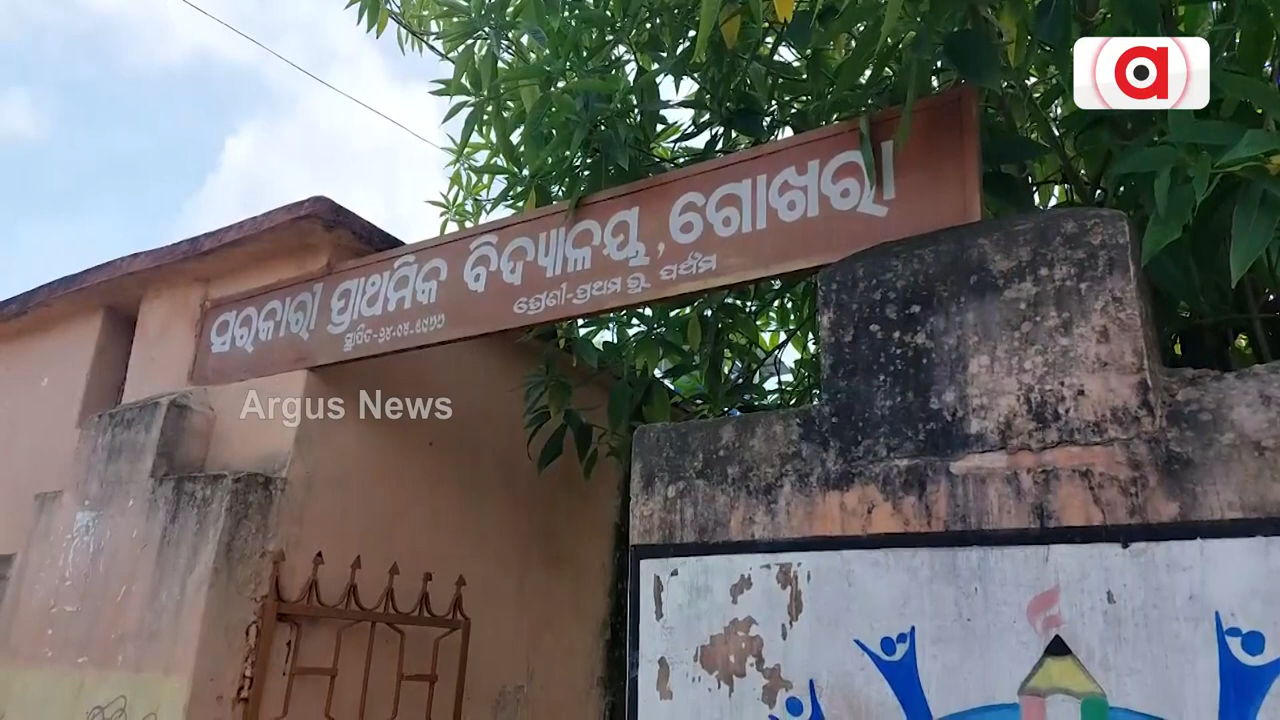 ସରକାରୀ ପ୍ରାଥମିକ ବିଦ୍ୟାଳୟ, ଗୋଖରା
ଶ୍ରେଣୀ-ପ୍ରଥମ ରୁ ପଞ୍ଚମ
Argus News